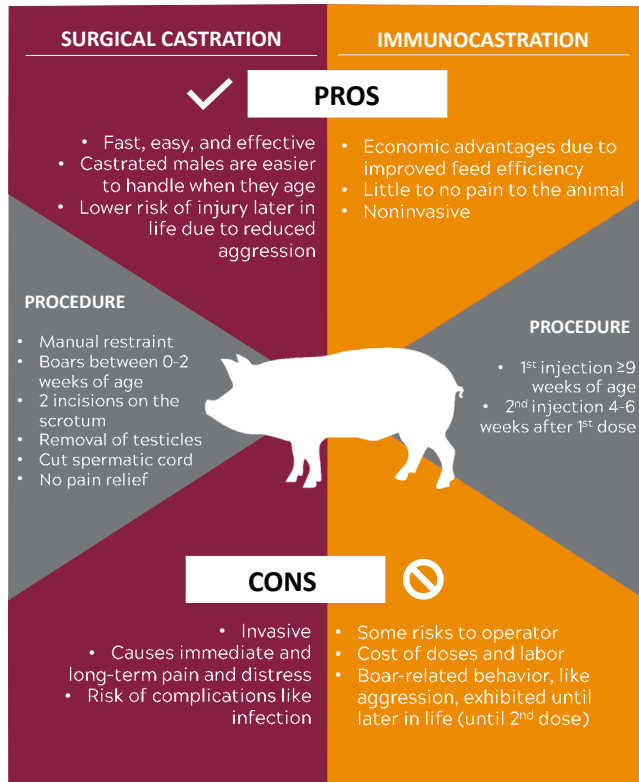 SURGICAL CASTRATION
IMMUNOCASTRATION
PROS
• Fast, easy, and effective
• Castrated males are easier
to handle when they age
• Lower risk of injury later in
life due to reduced
aggression
• Economic advantages due to
improved feed efficiency
• Little to no pain to the animal
• Noninvasive
PROCEDURE
• Manual restraint
• Boars between 0-2
weeks of age
• 2 incisions on the
scrotum
• Removal of testicles
• Cut spermatic cord
• No pain relief
PROCEDURE
• 1st injection ≥9
weeks of age
• 2nd injection 4-6
weeks after 1st dose
CONS
• Invasive
• Causes immediate and
long-term pain and distress
• Risk of complications like
infection
• Some risks to operator
• Cost of doses and labor
• Boar-related behavior, like
aggression, exhibited until
later in life (until 2nd dose)